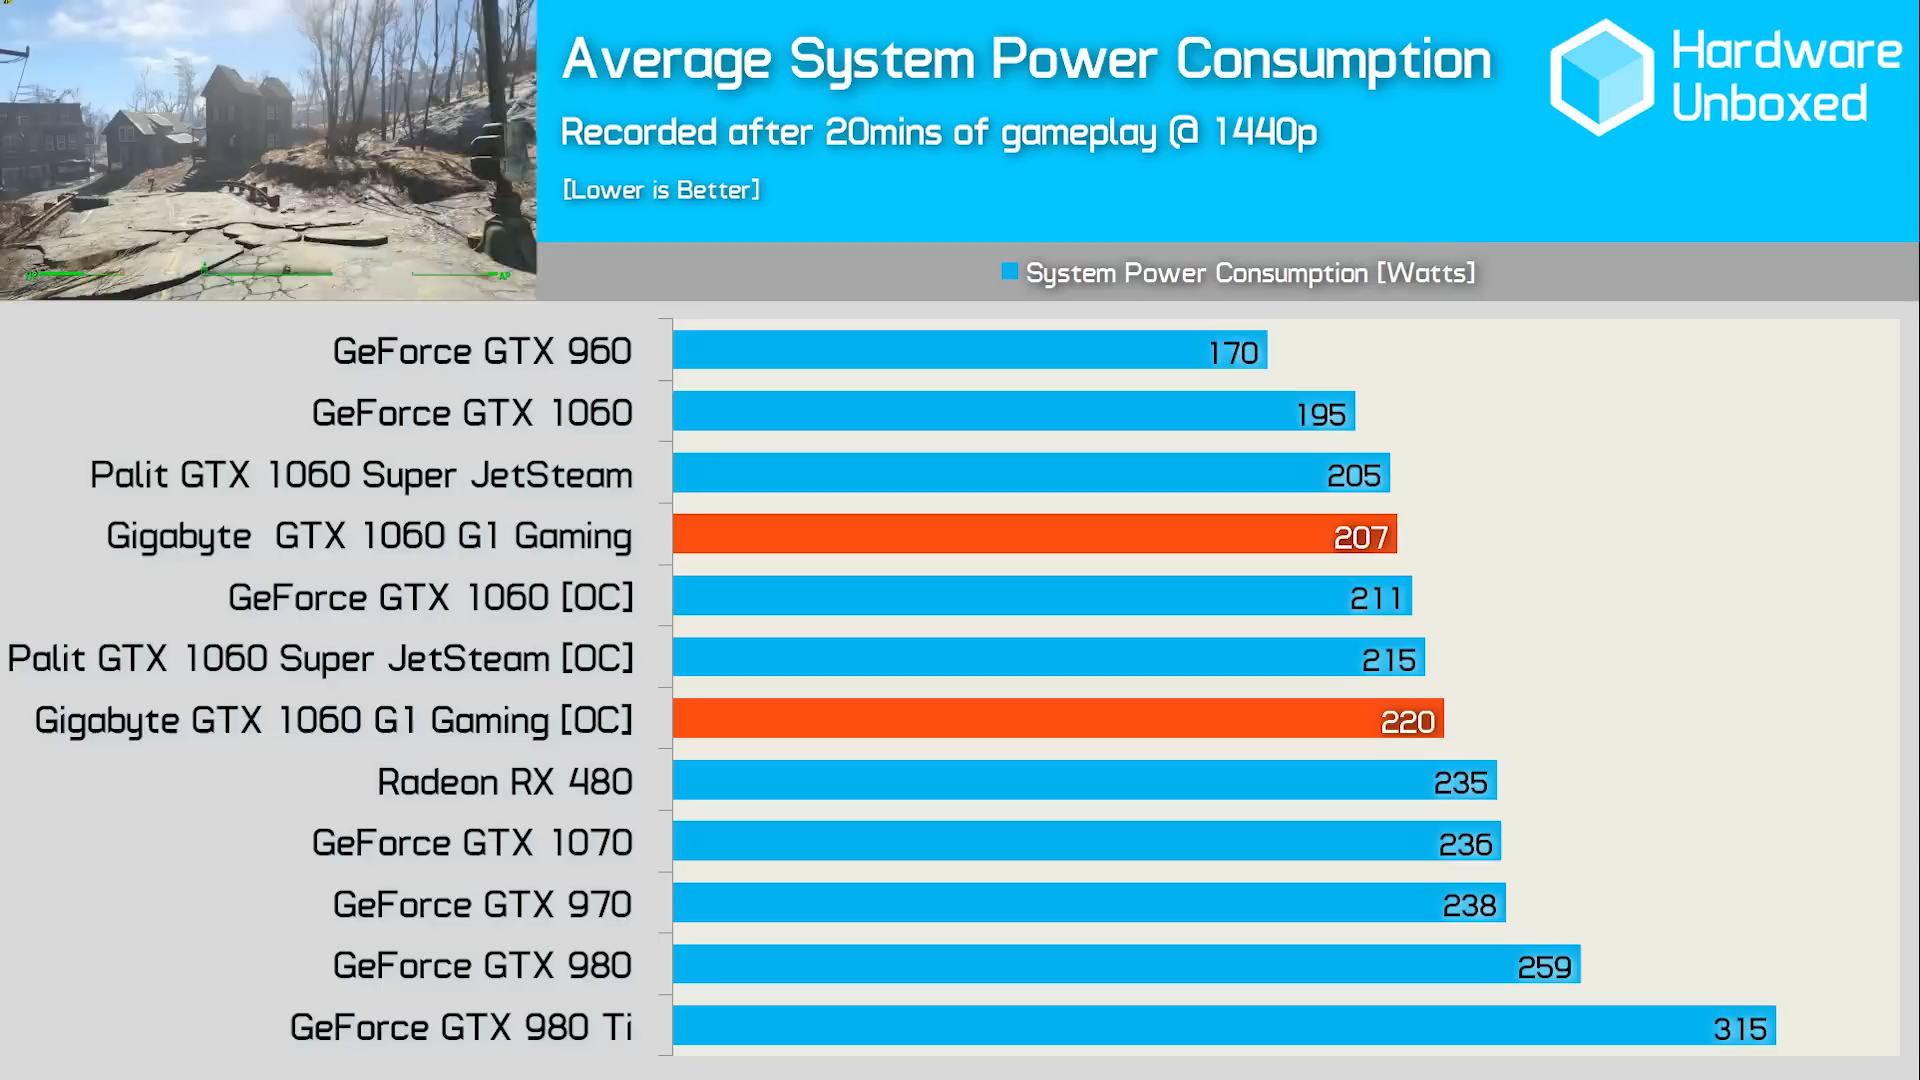 Average System Power Consumption
Recorded after 20mins of gameplay @ 1440p
[Lower is Better]
Hardware
Unboxed
HP
AP
System Power Consumption [Watts]
GeForce GTX 960 170
GeForce GTX 1060 195
Palit GTX 1060 Super JetSteam 205
Gigabyte GTX 1060 G1 Gaming 207
GeForce GTX 1060 [OC] 211
Palit GTX 1060 Super JetSteam [OC] 215
Gigabyte GTX 1060 G1 Gaming [OC] 220
Radeon RX 480 235
GeForce GTX 1070 236
GeForce GTX 970 238
GeForce GTX 980 259
GeForce GTX 980 Ti 315